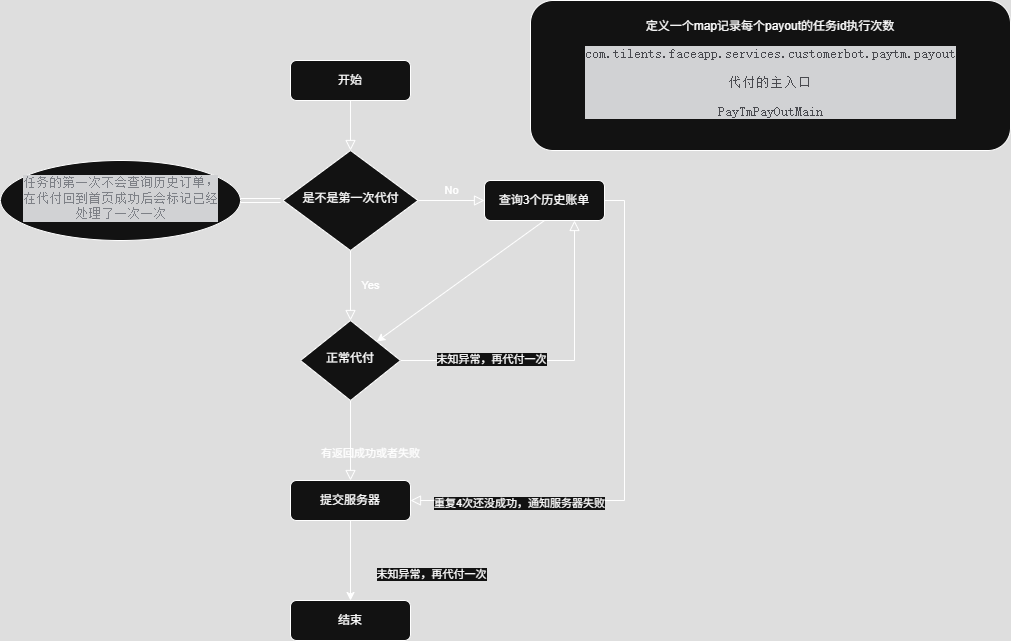 定义一个map记录每个payout的任务id执行次数
com.tilents.faceapp.services.customerbot.paytm.payout
代付的主入口
PayTmPayOutMain
开始
任务的第一次不会查询历史订单，
在代付回到首页成功后会标记已经
处理了一次一次
是不是第一次代付
No
查询3个历史账单
Yes
正常代付
未知异常，再代付一次
有返回成功或者失败
提交服务器
重复4次还没成功，通知服务器失败
未知异常，再代付一次
结束